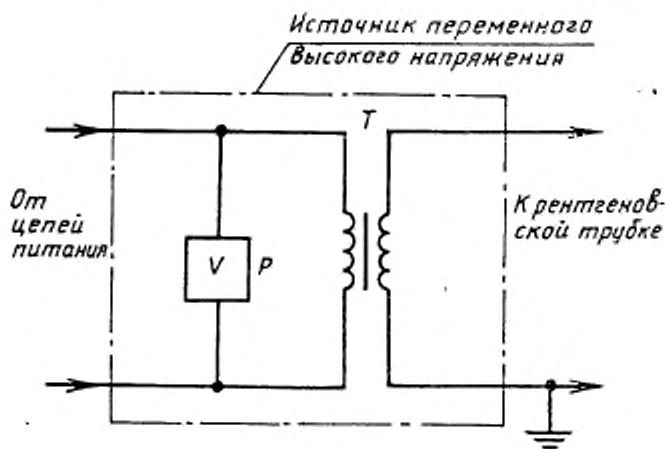 Источник переменного
высокого напряжения
T
От
цепей
питания
V P
К рентгенов-
ской трубке